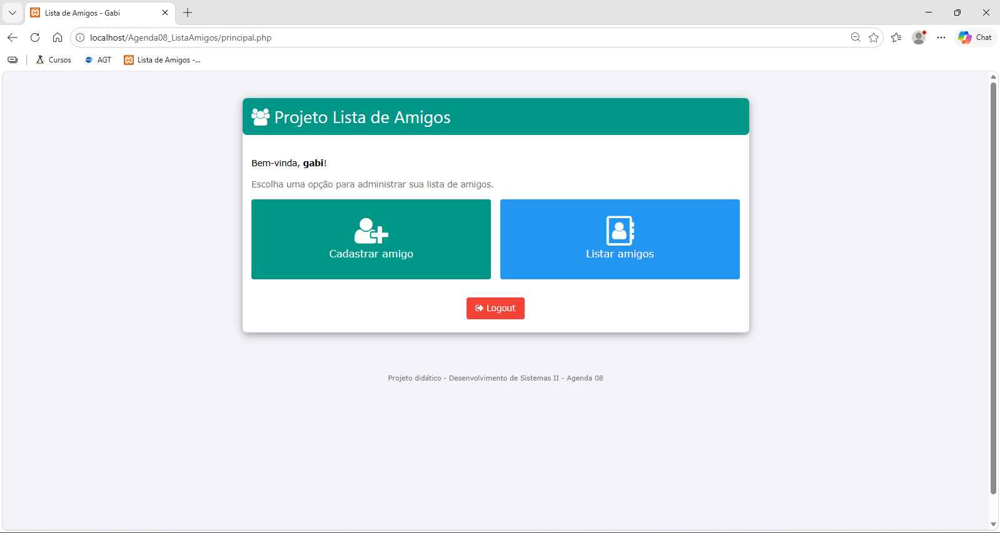 Lista de Amigos - Gabi
localhost/Agenda08_ListaAmigos/principal.php
Chat
Cursos
AGT
Lista de Amigos -...
Projeto Lista de Amigos
Bem-vinda, gabi!
Escolha uma opção para administrar sua lista de amigos.
Cadastrar amigo
Listar amigos
Logout
Projeto didático - Desenvolvimento de Sistemas II - Agenda 08